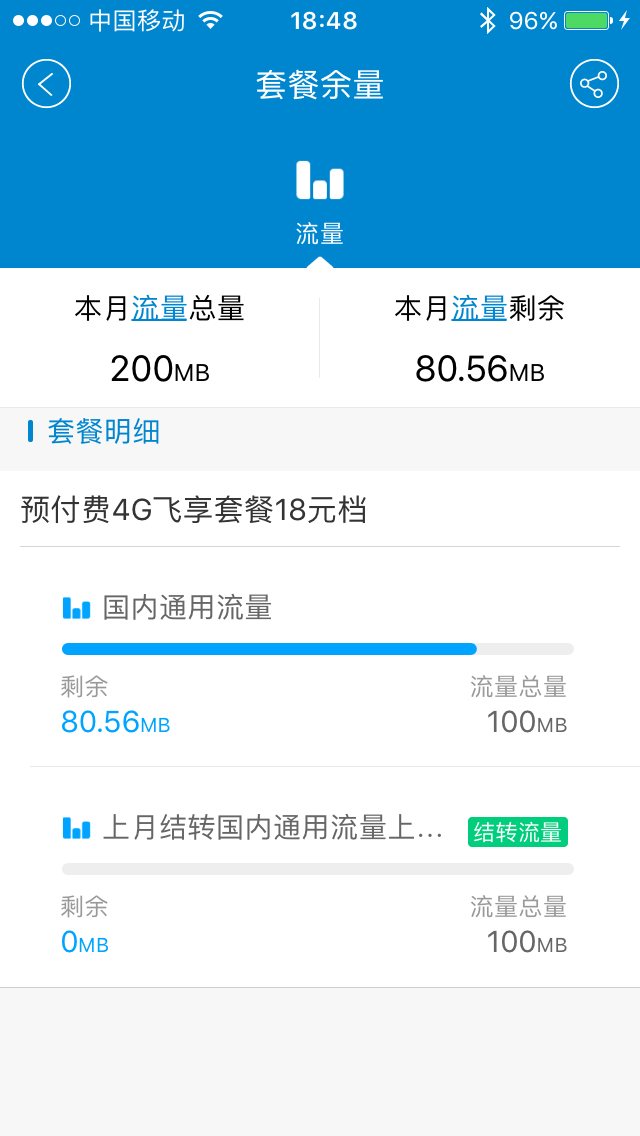 中国移动 18:48 96%
套餐余量
流量
本月流量总量 本月流量剩余
200MB 80.56MB
套餐明细
预付费4G飞享套餐18元档
国内通用流量
剩余 流量总量
80.56MB 100MB
上月结转国内通用流量上... 结转流量
剩余 流量总量
0MB 100MB